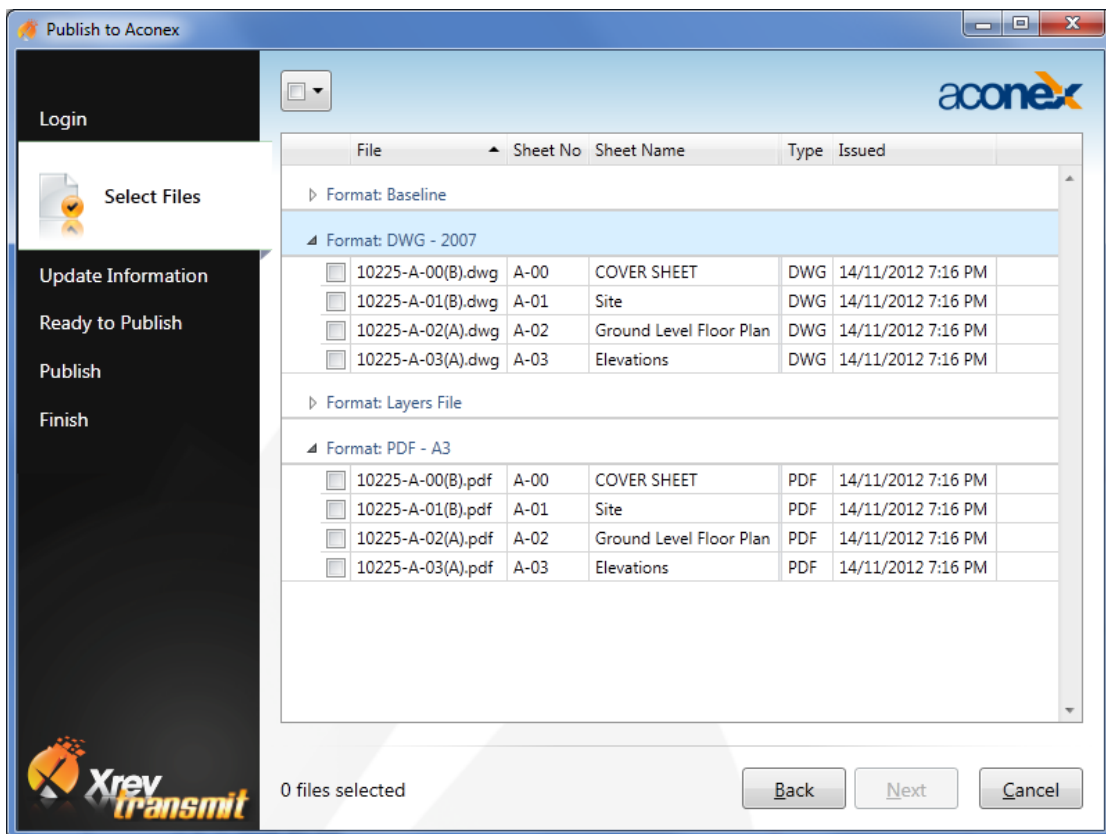 Publish to Aconex
Login
Select Files
Update Information
Ready to Publish
Publish
Finish
Xrev
transmit
aconex
File Sheet No Sheet Name Type Issued
Format: Baseline
Format: DWG - 2007
10225-A-00(B).dwg A-00 COVER SHEET DWG 14/11/2012 7:16 PM
10225-A-01(B).dwg A-01 Site DWG 14/11/2012 7:16 PM
10225-A-02(A).dwg A-02 Ground Level Floor Plan DWG 14/11/2012 7:16 PM
10225-A-03(A).dwg A-03 Elevations DWG 14/11/2012 7:16 PM
Format: Layers File
Format: PDF - A3
10225-A-00(B).pdf A-00 COVER SHEET PDF 14/11/2012 7:16 PM
10225-A-01(B).pdf A-01 Site PDF 14/11/2012 7:16 PM
10225-A-02(A).pdf A-02 Ground Level Floor Plan PDF 14/11/2012 7:16 PM
10225-A-03(A).pdf A-03 Elevations PDF 14/11/2012 7:16 PM
0 files selected Back Next Cancel